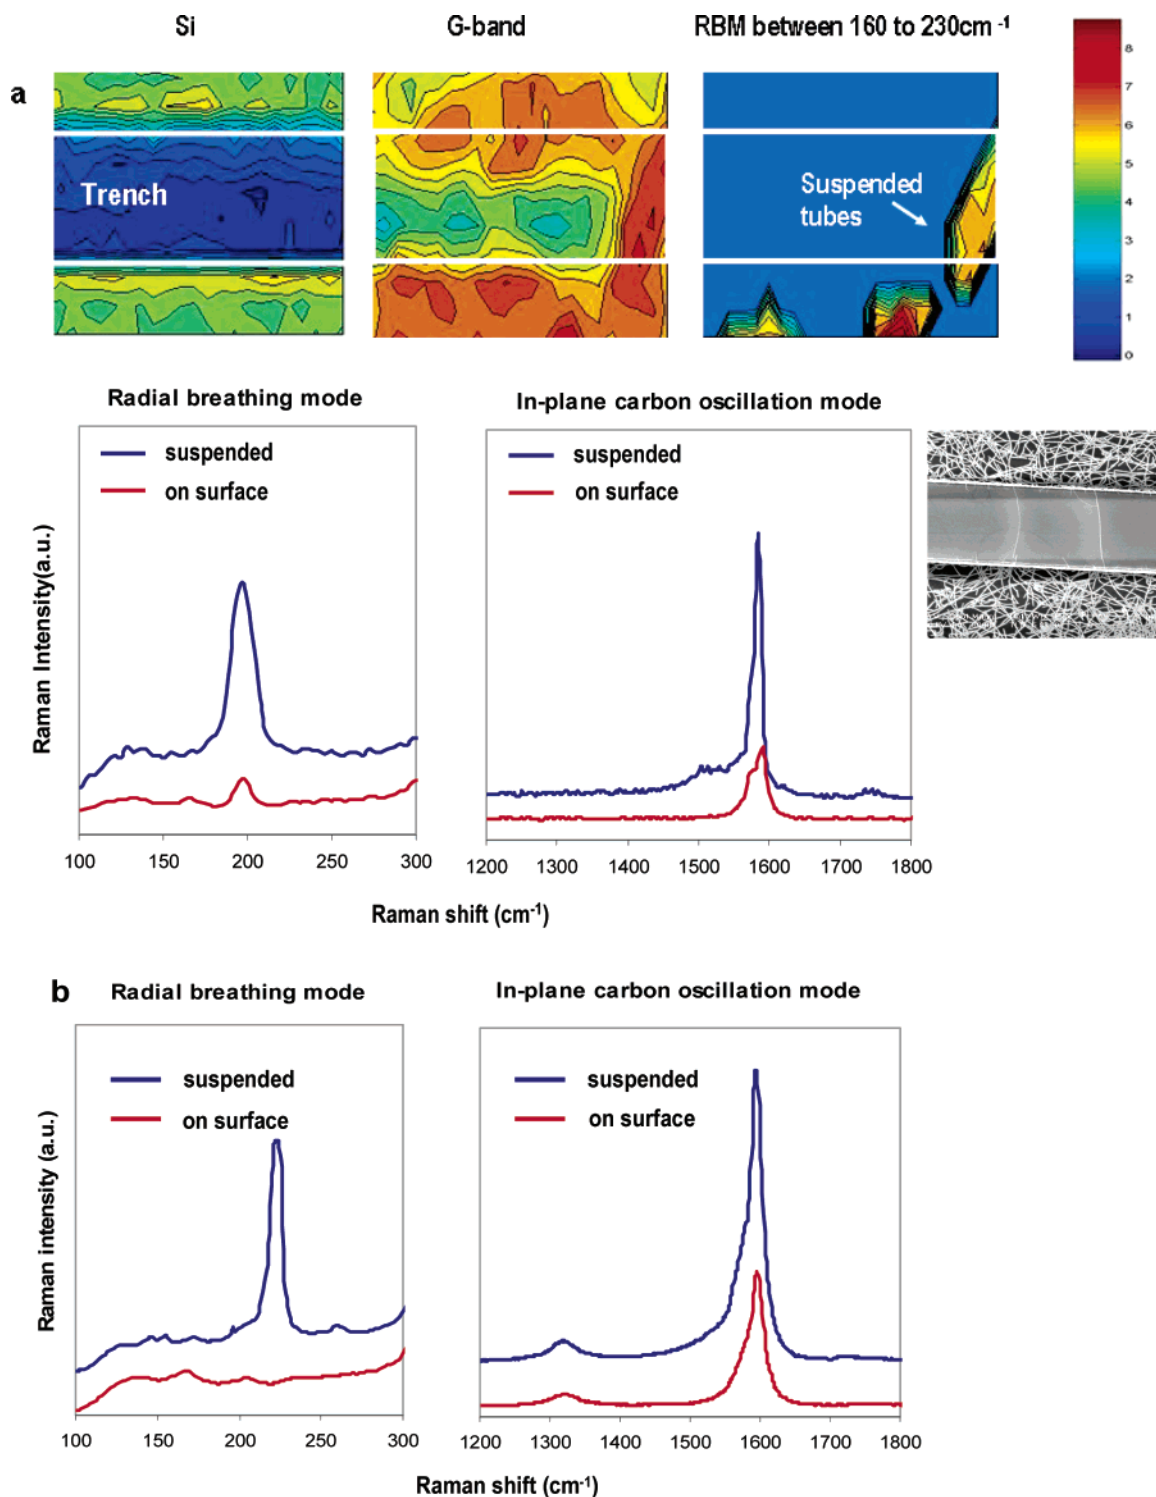 Si G-band RBM between 160 to 230cm⁻¹
a
Trench
Suspended
tubes
8
7
6
5
4
3
2
1
0
Radial breathing mode In-plane carbon oscillation mode
suspended
on surface
suspended
on surface
Raman Intensity(a.u.)
100 150 200 250 300
1200 1300 1400 1500 1600 1700 1800
Raman shift (cm⁻¹)
b
Radial breathing mode In-plane carbon oscillation mode
suspended
on surface
suspended
on surface
Raman intensity (a.u.)
100 150 200 250 300
1200 1300 1400 1500 1600 1700 1800
Raman shift (cm⁻¹)